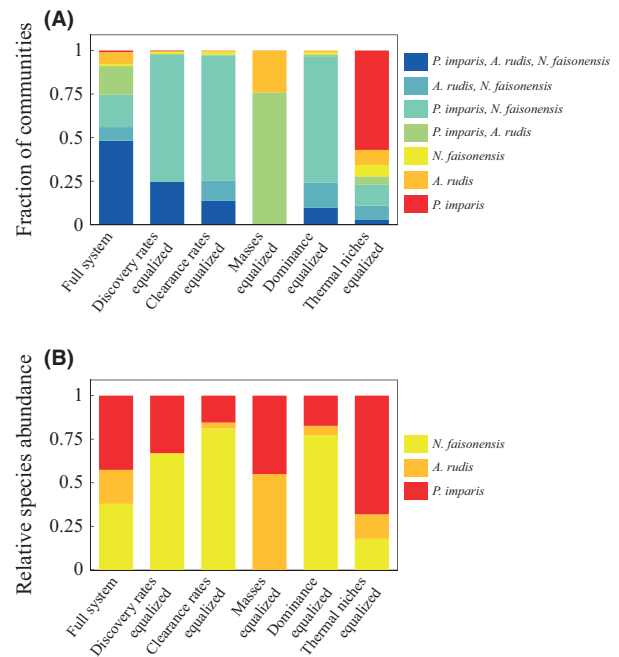 (A)
Fraction of communities
1
0.75
0.5
0.25
0
Full system
Discovery rates
equalized
Clearance rates
equalized
Masses
equalized
Dominance
equalized
Thermal niches
equalized
P. imparis, A. rudis, N. faisonensis
A. rudis, N. faisonensis
P. imparis, N. faisonensis
P. imparis, A. rudis
N. faisonensis
A. rudis
P. imparis
(B)
Relative species abundance
1
0.75
0.5
0.25
0
Full system
Discovery rates
equalized
Clearance rates
equalized
Masses
equalized
Dominance
equalized
Thermal niches
equalized
N. faisonensis
A. rudis
P. imparis